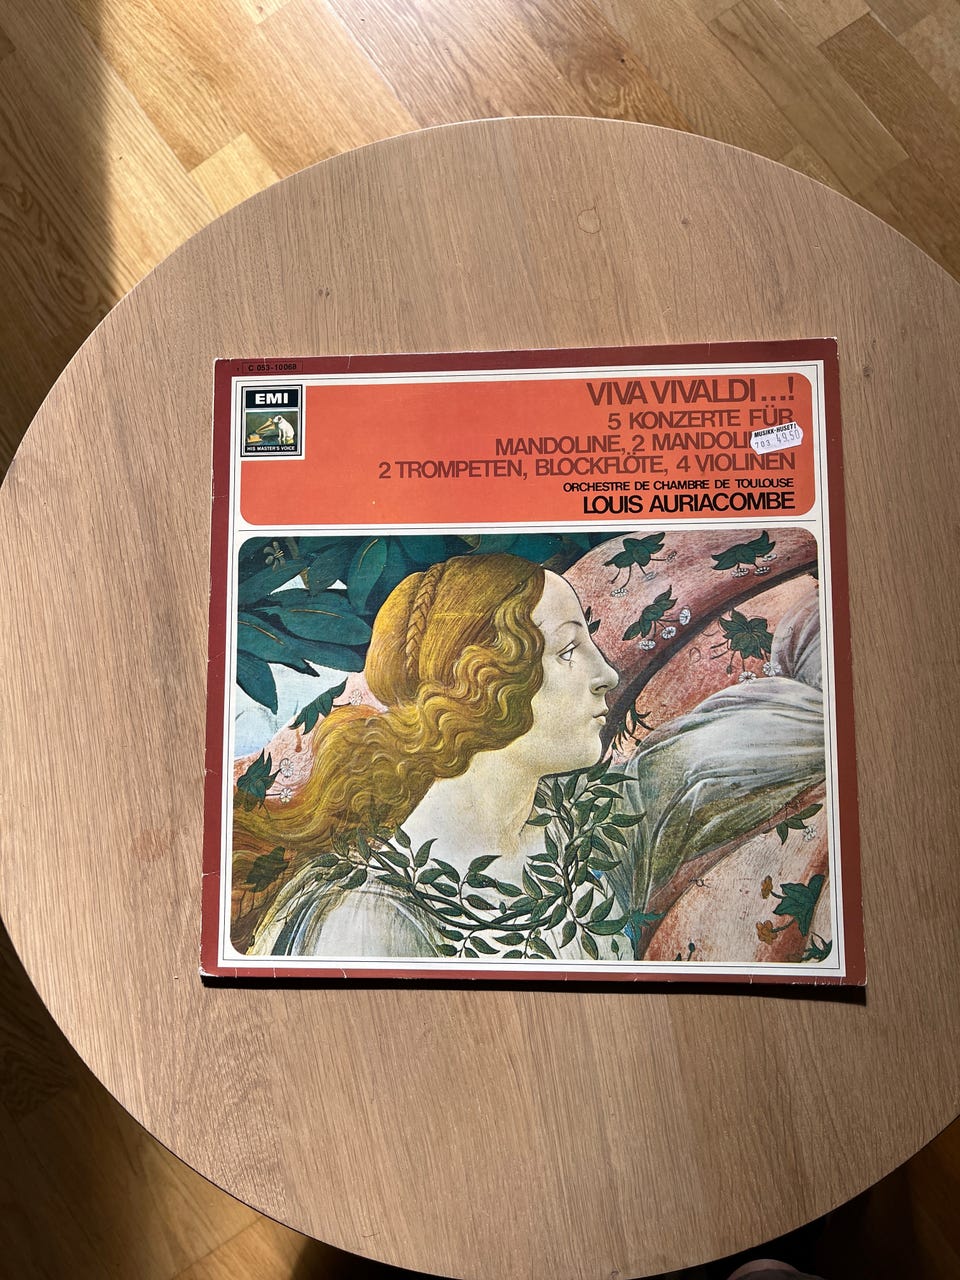 C 053-10068
EMI
HIS MASTER'S VOICE
VIVA VIVALDI...!
5 KONZERTE FÜR
MANDOLINE, 2
MUSIKK-HUSET!
703 49,50
2 TROMPETEN, BLOCKFLÖTE, 4 VIOLINEN
ORCHESTRE DE CHAMBRE DE TOULOUSE
LOUIS AURIACOMBE